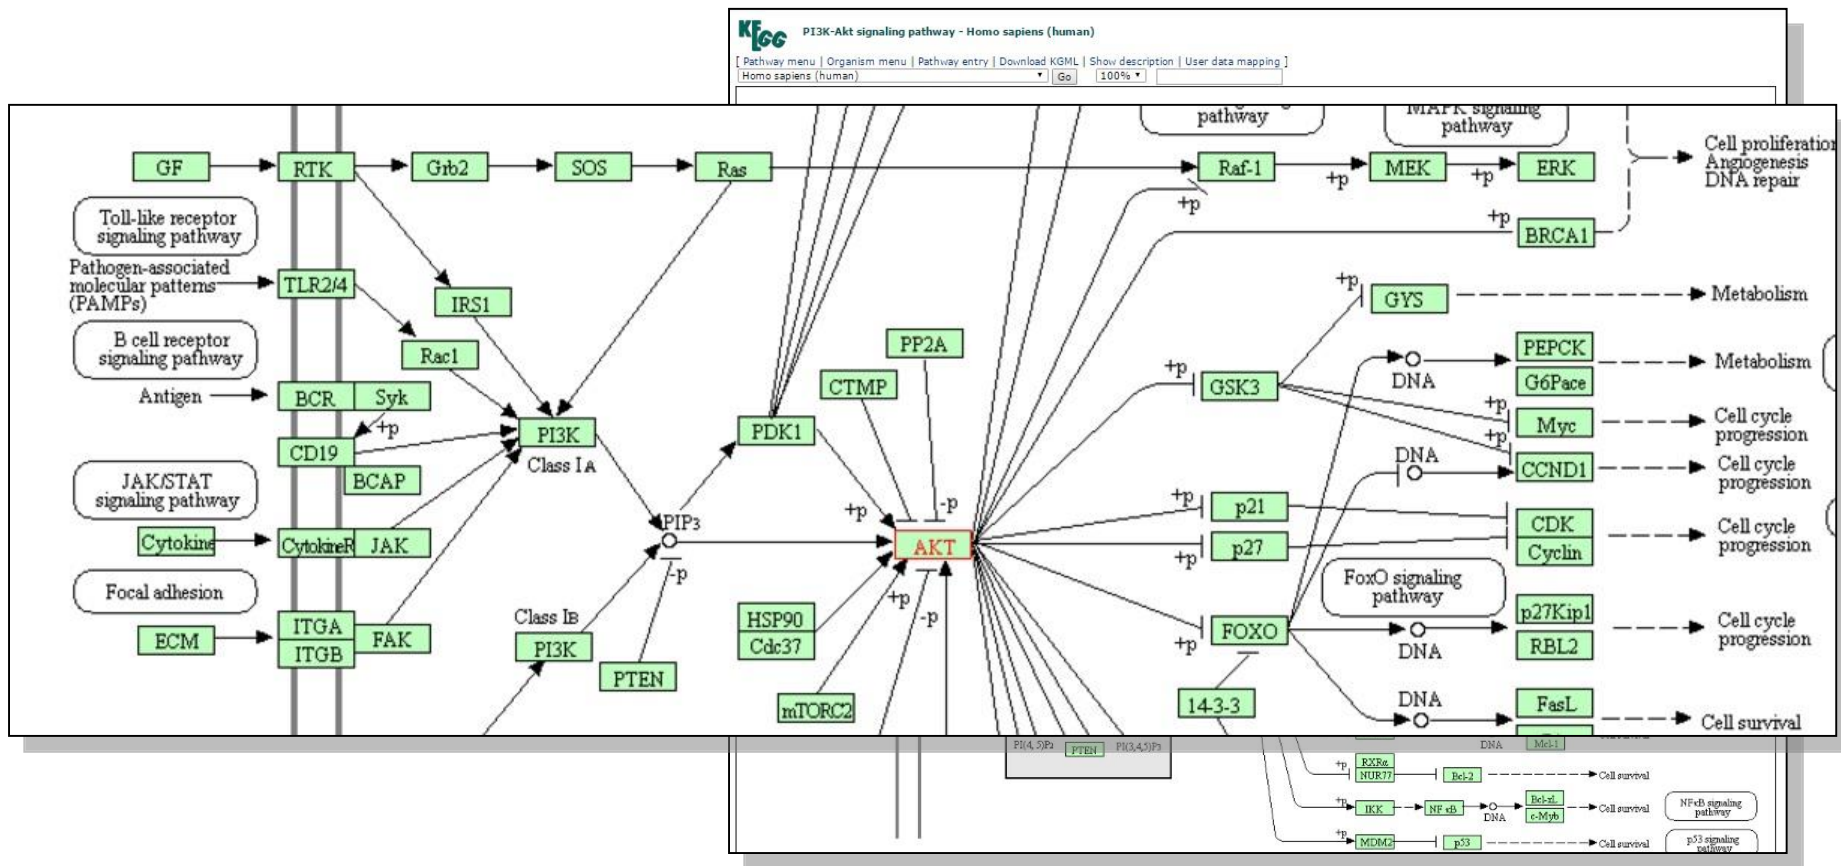 KEGG
PI3K-Akt signaling pathway - Homo sapiens (human)
[ Pathway menu | Organism menu | Pathway entry | Download KGML | Show description | User data mapping ]
Homo sapiens (human)
Go
100%
pathway
MAPK signaling
pathway
GF
RTK
Grb2
SOS
Ras
Raf-1
+p
MEK
+p
ERK
Cell proliferation
Angiogenesis
DNA repair
+p
+p
BRCA1
Toll-like receptor
signaling pathway
Pathogen-associated
molecular patterns
(PAMPs)
TLR2/4
IRS1
+p
GYS
Metabolism
B cell receptor
signaling pathway
Rac1
PP2A
CTMP
+p
GSK3
DNA
PEPCK
G6Pace
Metabolism
Antigen
BCR
Syk
+p
CD19
BCAP
PI3K
Class IA
PDK1
+p
Myc
Cell cycle
progression
+p
DNA
CCND1
Cell cycle
progression
JAK/STAT
signaling pathway
Cytokine
CytokineR
JAK
PIP3
-p
+p
-p
AKT
+p
p21
+p
p27
CDK
Cyclin
Cell cycle
progression
Focal adhesion
ECM
ITGA
ITGB
FAK
Class IB
PI3K
PTEN
HSP90
Cdc37
+p
-p
mTORC2
+p
FOXO
FoxO signaling
pathway
DNA
p27Kip1
RBL2
Cell cycle
progression
14-3-3
DNA
FasL
Cell survival
PI(4,5)P2
PTEN
PI(3,4,5)P3
DNA
Mcl-1
+p
RXRα
NUR77
Bcl-2
Cell survival
+p
IKK
NFκB
DNA
Bcl-xL
c-Myb
Cell survival
NFκB signaling
pathway
+p
MDM2
p53
Cell survival
p53 signaling
pathway